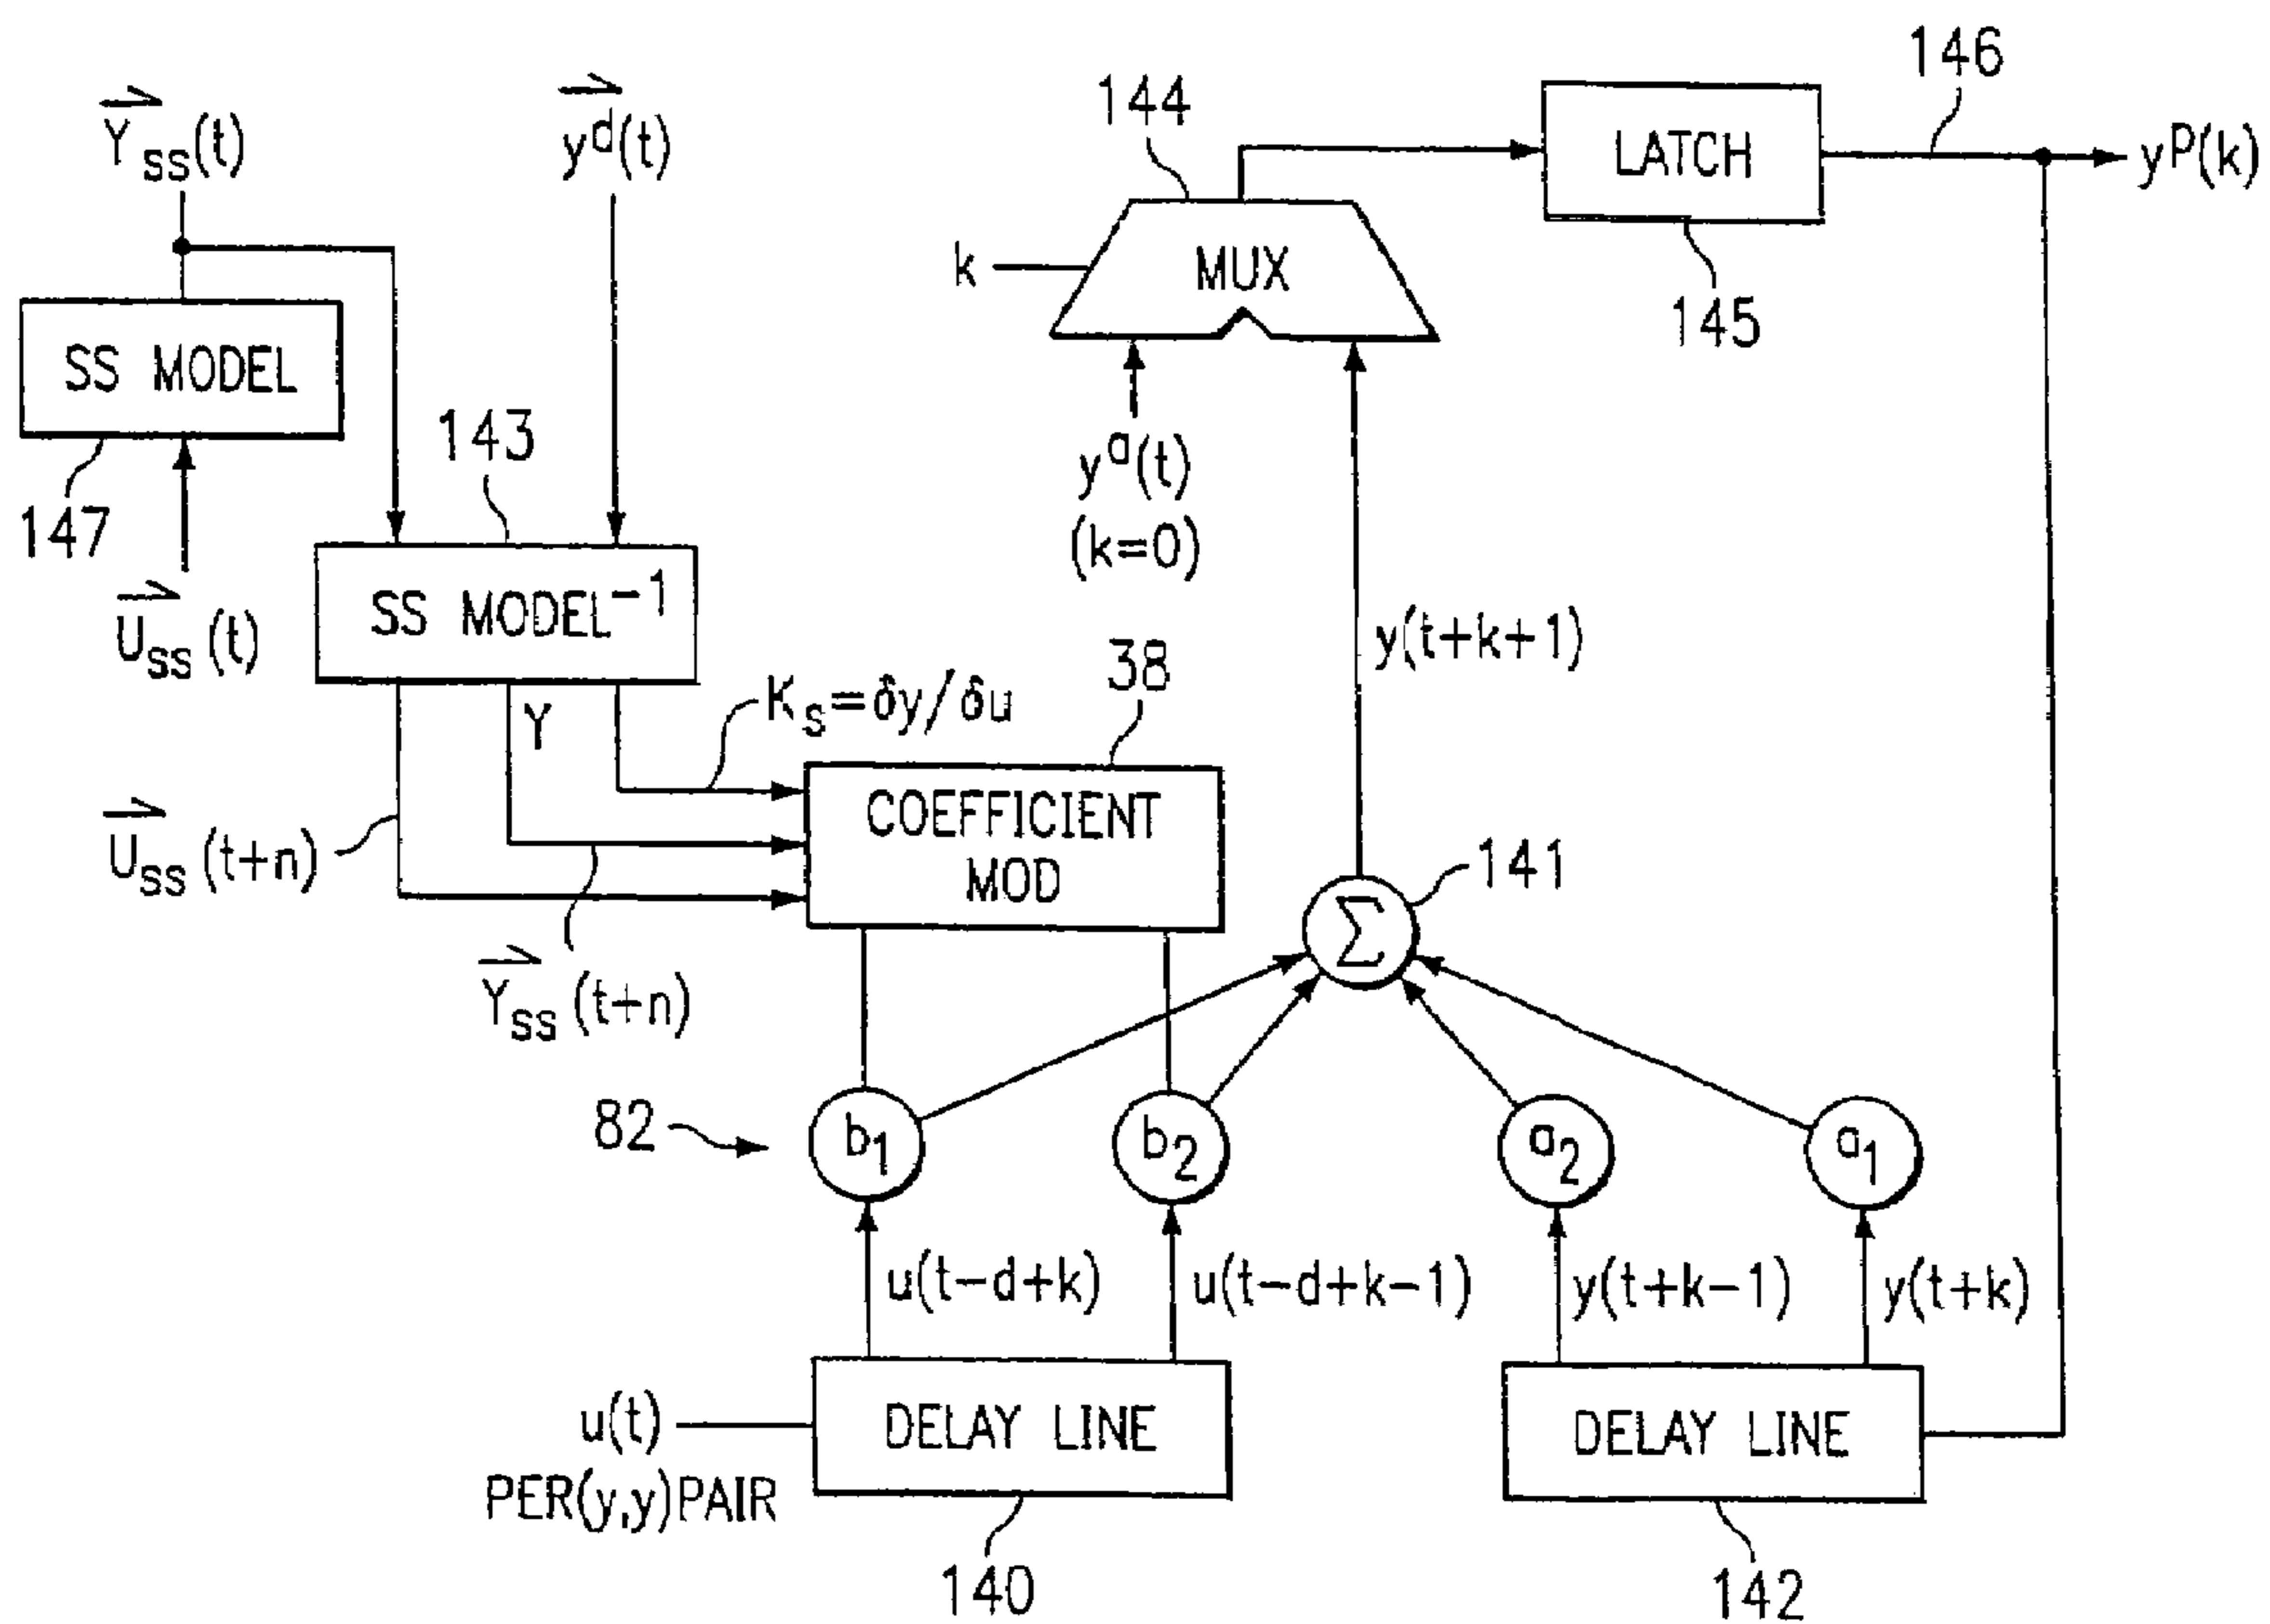 146
144
Y⃗ss(t)
y⃗ᵈ(t)
LATCH
yP(k)
k
MUX
145
SS MODEL
143
yᵃ(t)
(k=0)
147
U⃗ss(t)
SS MODEL⁻¹
y(t+k+1)
38
Y
Kₛ=δy/δu
COEFFICIENT
MOD
U⃗ss(t+n)
141
Σ
Y⃗ss(t+n)
82
b₁
b₂
a₂
a₁
u(t-d+k)
u(t-d+k-1)
y(t+k-1)
y(t+k)
u(t)
PER(y,y)PAIR
DELAY LINE
DELAY LINE
140
142